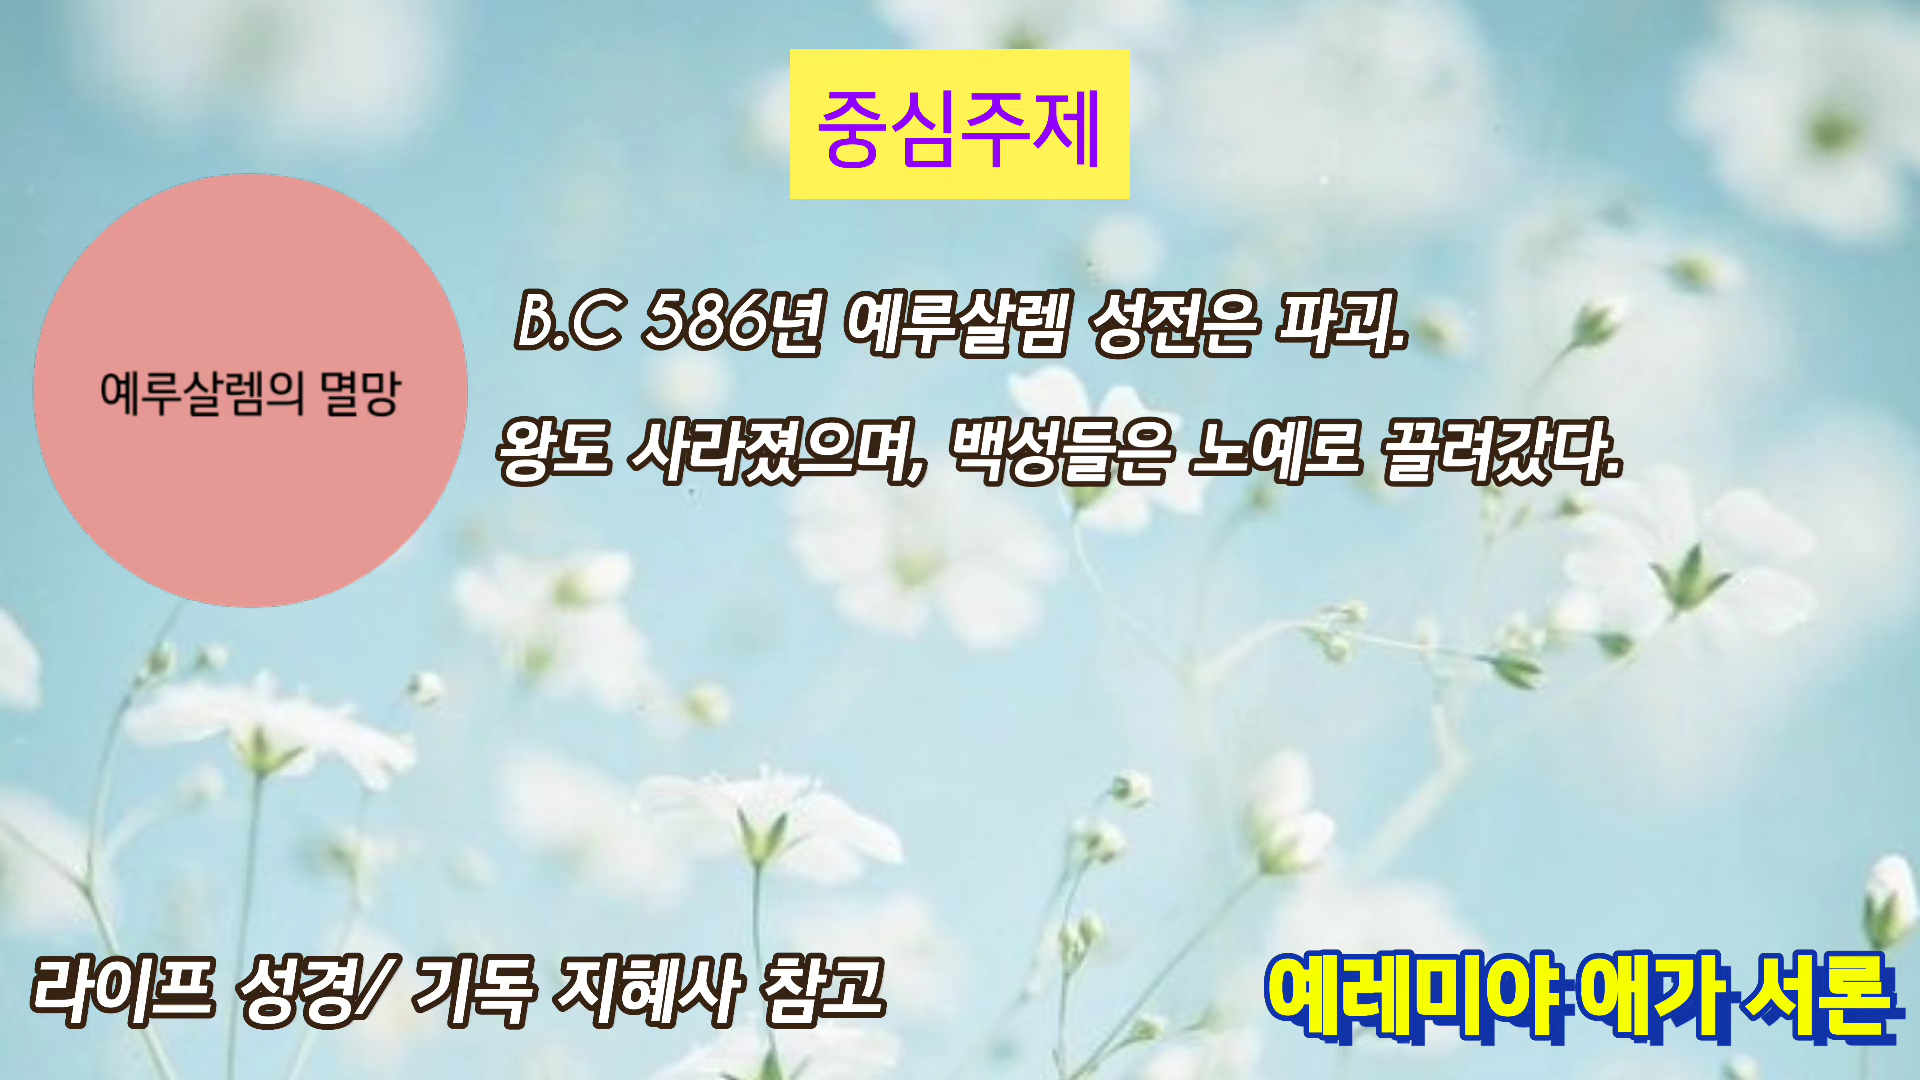 중심주제
예루살렘의 멸망
B.C 586년 예루살렘 성전은 파괴.
왕도 사라졌으며, 백성들은 노예로 끌려갔다.
라이프 성경/ 기독 지혜사 참고
예레미야 애가 서론